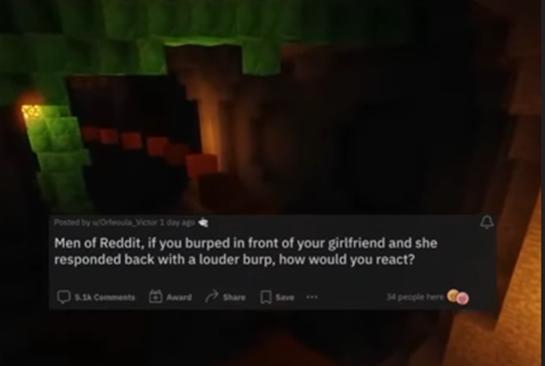 Posted by u/Orfeoula_Victor 1 day ago
Men of Reddit, if you burped in front of your girlfriend and she
responded back with a louder burp, how would you react?
5.1k Comments Award Share Save ••• 34 people here